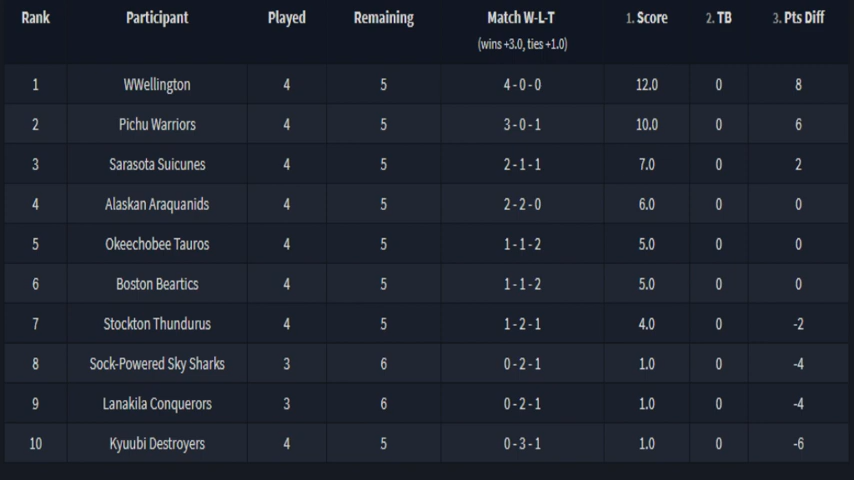 Rank Participant Played Remaining Match W-L-T 1. Score 2. TB 3. Pts Diff
(wins +3.0, ties +1.0)
1 WWellington 4 5 4 - 0 - 0 12.0 0 8
2 Pichu Warriors 4 5 3 - 0 - 1 10.0 0 6
3 Sarasota Suicunes 4 5 2 - 1 - 1 7.0 0 2
4 Alaskan Araquanids 4 5 2 - 2 - 0 6.0 0 0
5 Okeechobee Tauros 4 5 1 - 1 - 2 5.0 0 0
6 Boston Beartics 4 5 1 - 1 - 2 5.0 0 0
7 Stockton Thundurus 4 5 1 - 2 - 1 4.0 0 -2
8 Sock-Powered Sky Sharks 3 6 0 - 2 - 1 1.0 0 -4
9 Lanakila Conquerors 3 6 0 - 2 - 1 1.0 0 -4
10 Kyuubi Destroyers 4 5 0 - 3 - 1 1.0 0 -6